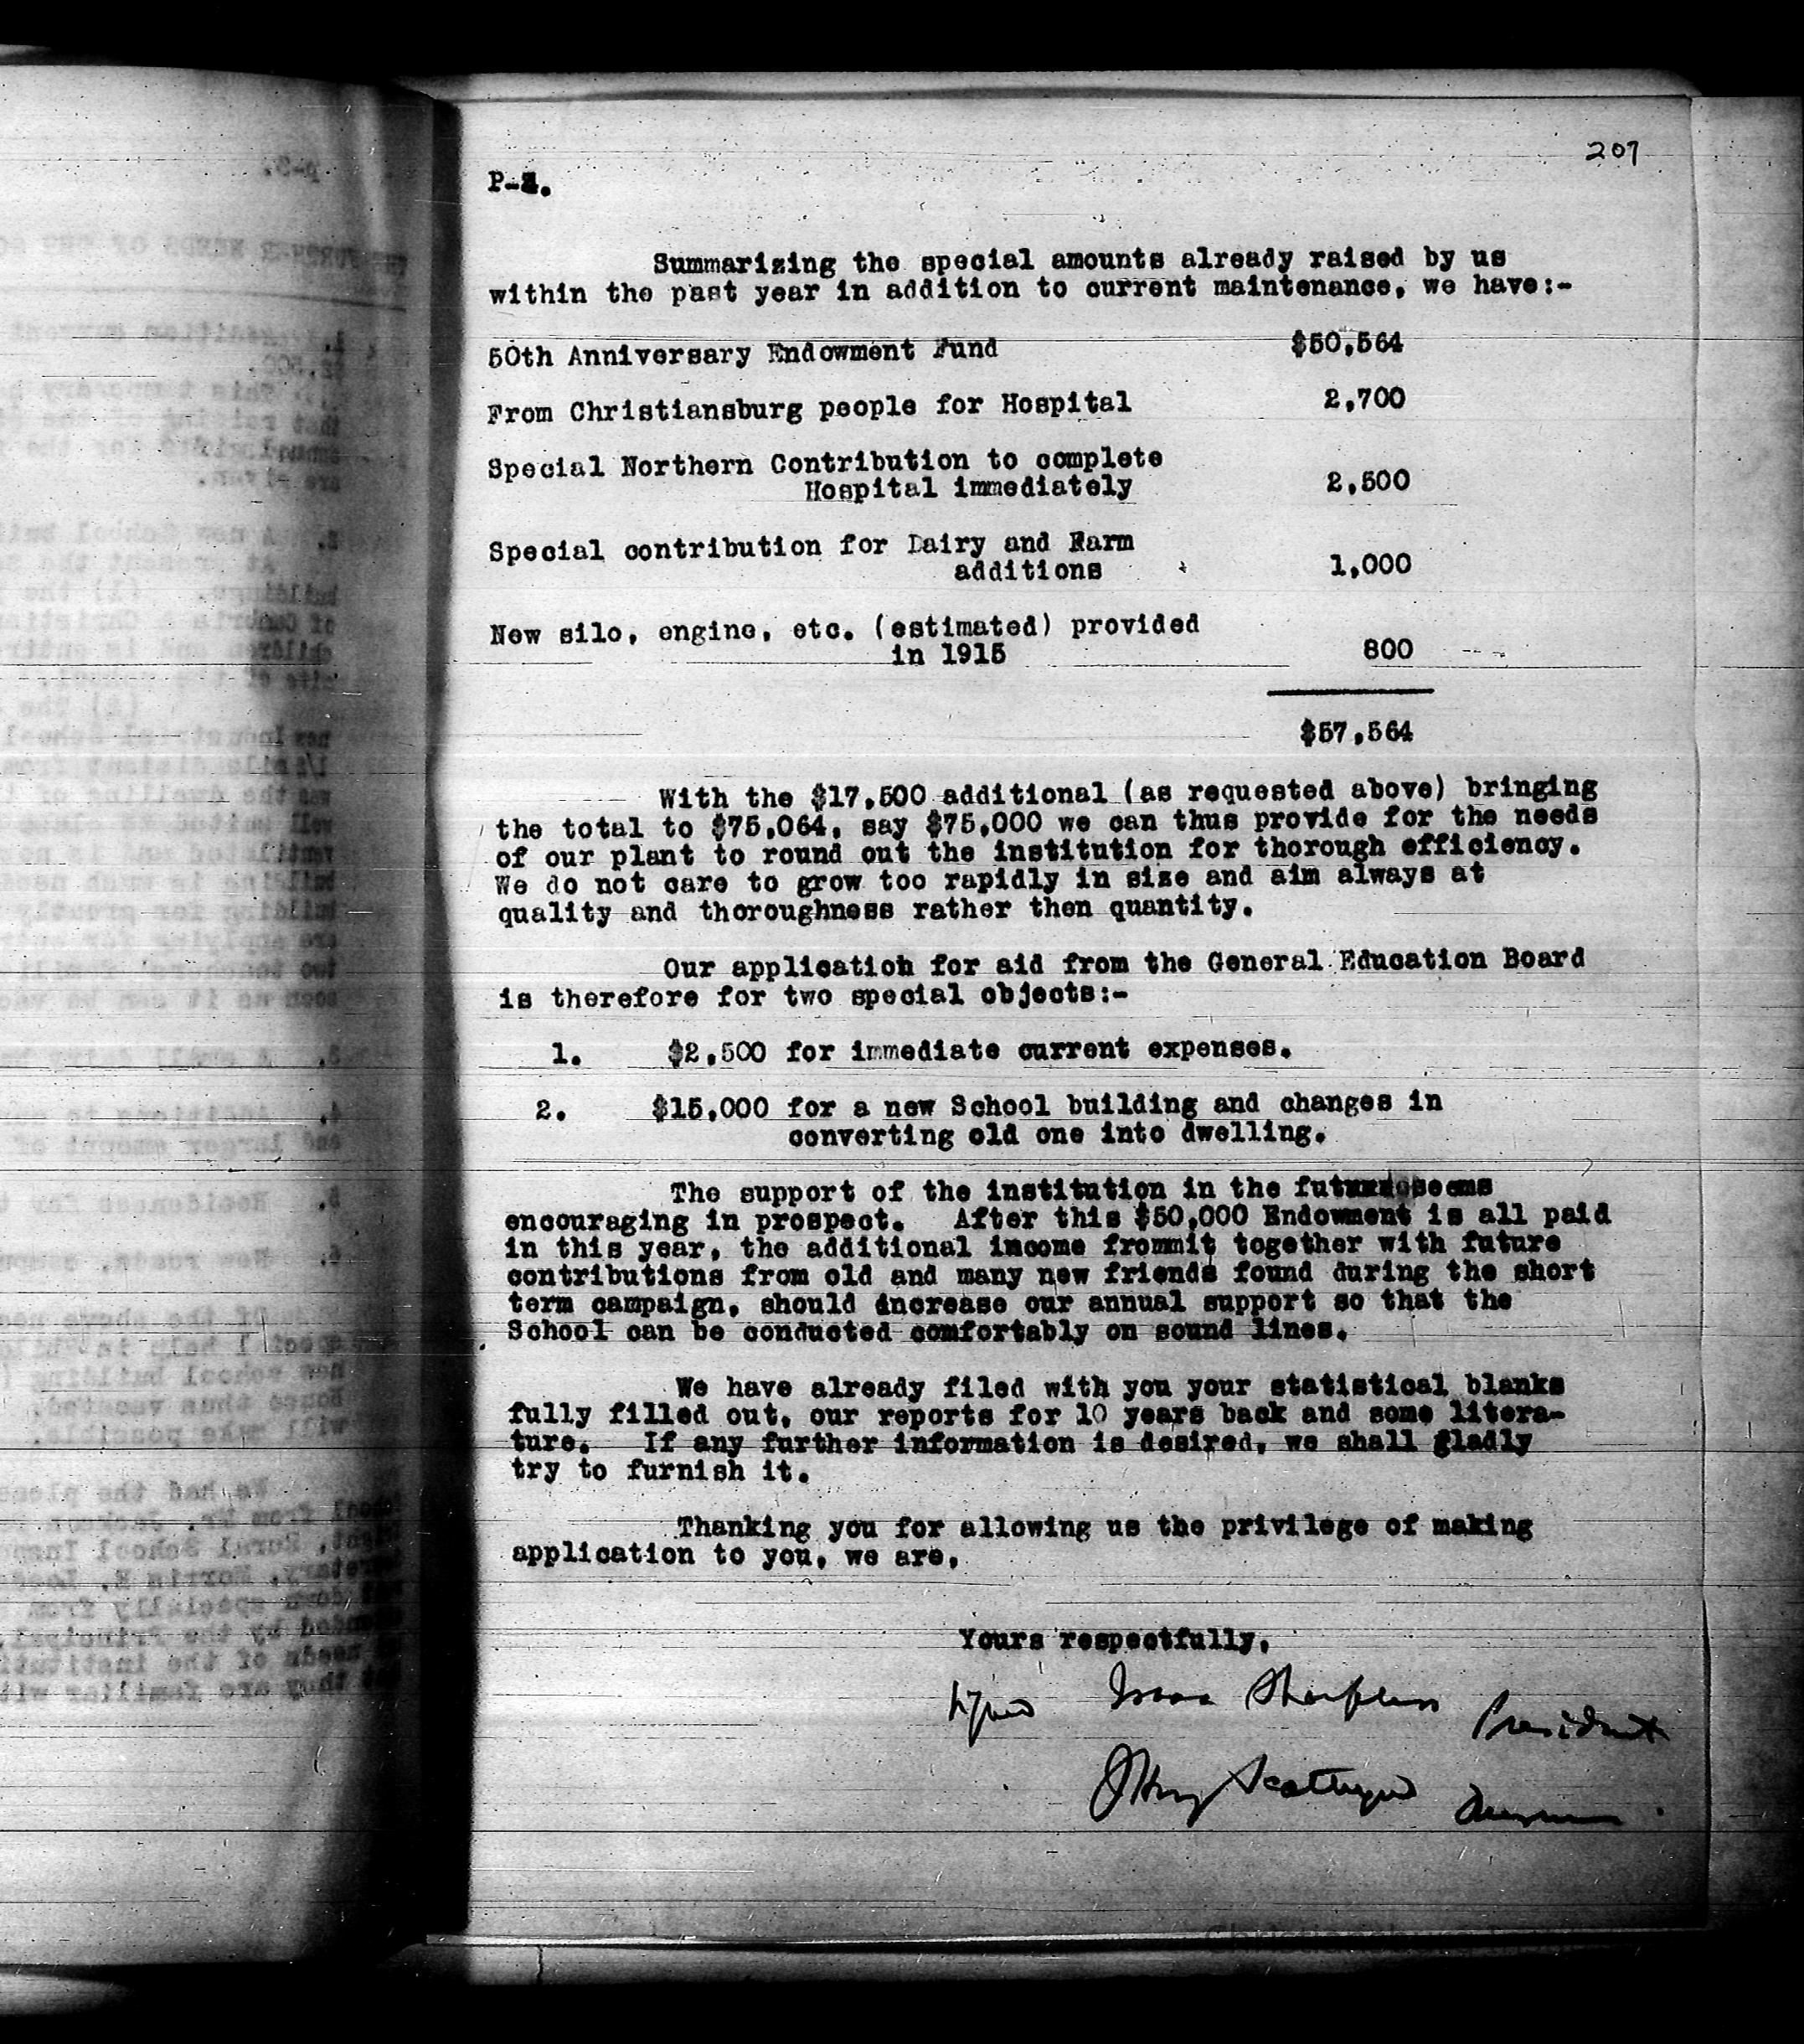 207
P-4.
Summarizing the special amounts already raised by us
within the past year in addition to current maintenance, we have:-
50th Anniversary Endowment Fund $50,564
From Christiansburg people for Hospital 2,700
Special Northern Contribution to complete
Hospital immediately 2,500
Special contribution for Dairy and Farm
additions 1,000
New silo, engine, etc. (estimated) provided
in 1915 800
$57,564
With the $17,500 additional (as requested above) bringing
the total to $75,064, say $75,000 we can thus provide for the needs
of our plant to round out the institution for thorough efficiency.
We do not care to grow too rapidly in size and aim always at
quality and thoroughness rather then quantity.
Our application for aid from the General Education Board
is therefore for two special objects:-
1. $2,500 for immediate current expenses.
2. $15,000 for a new School building and changes in
converting old one into dwelling.
The support of the institution in the future seems
encouraging in prospect. After this $50,000 Endowment is all paid
in this year, the additional income frommit together with future
contributions from old and many new friends found during the short
term campaign, should increase our annual support so that the
School can be conducted comfortably on sound lines.
We have already filed with you your statistical blanks
fully filled out, our reports for 10 years back and some litera-
ture. If any further information is desired, we shall gladly
try to furnish it.
Thanking you for allowing us the privilege of making
application to you, we are,
Yours respectfully,
signed Isaac Sharpless President
J Henry Scattergood Treasurer